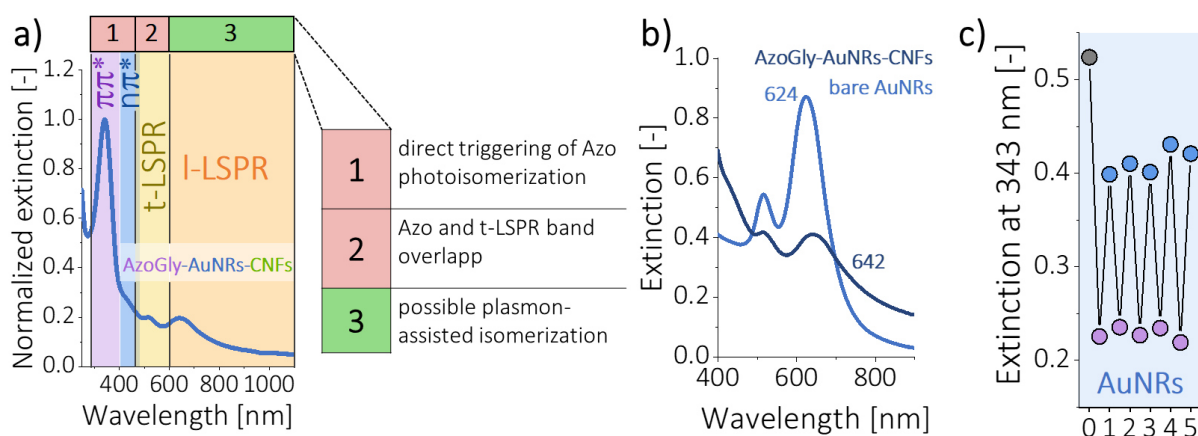 a)
1 2 3
1.2
1.0
0.8
0.6
0.4
0.2
0.0
Normalized extinction [-]
ππ*
nπ*
t-LSPR
l-LSPR
AzoGly-AuNRs-CNFs
400 600 800 1000
Wavelength [nm]
1 direct triggering of Azo
photoisomerization
2 Azo and t-LSPR band
overlapp
3 possible plasmon-
assisted isomerization
b)
AzoGly-AuNRs-CNFs
bare AuNRs
624
642
1.0
0.8
0.6
0.4
0.2
0.0
Extinction [-]
400 600 800
Wavelength [nm]
c)
0.5
0.4
0.3
0.2
Extinction at 343 nm [-]
AuNRs
0 1 2 3 4 5